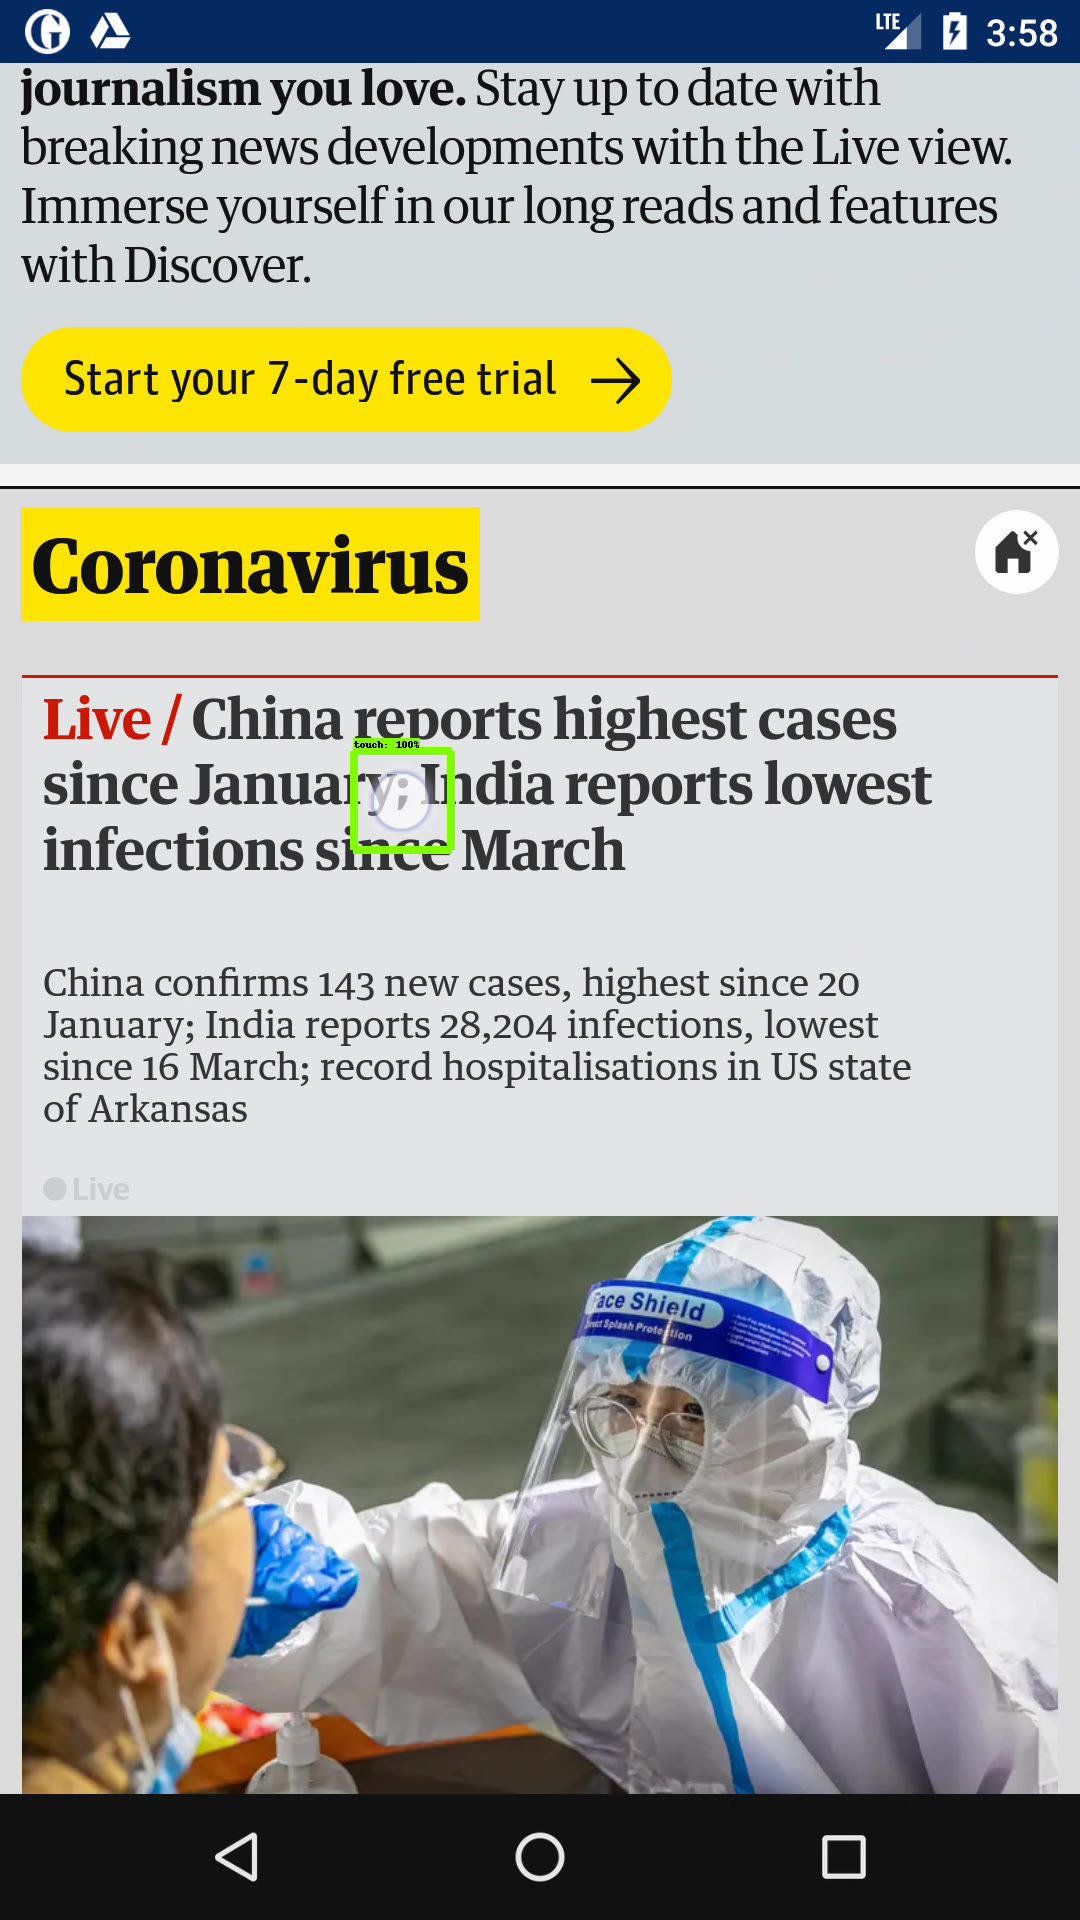 LTE 3:58
journalism you love. Stay up to date with
breaking news developments with the Live view.
Immerse yourself in our long reads and features
with Discover.
Start your 7-day free trial
Coronavirus
Live / China reports highest cases
touch: 100%
since January; India reports lowest
infections since March
China confirms 143 new cases, highest since 20
January; India reports 28,204 infections, lowest
since 16 March; record hospitalisations in US state
of Arkansas
Live
Face Shield
Direct Splash Protection